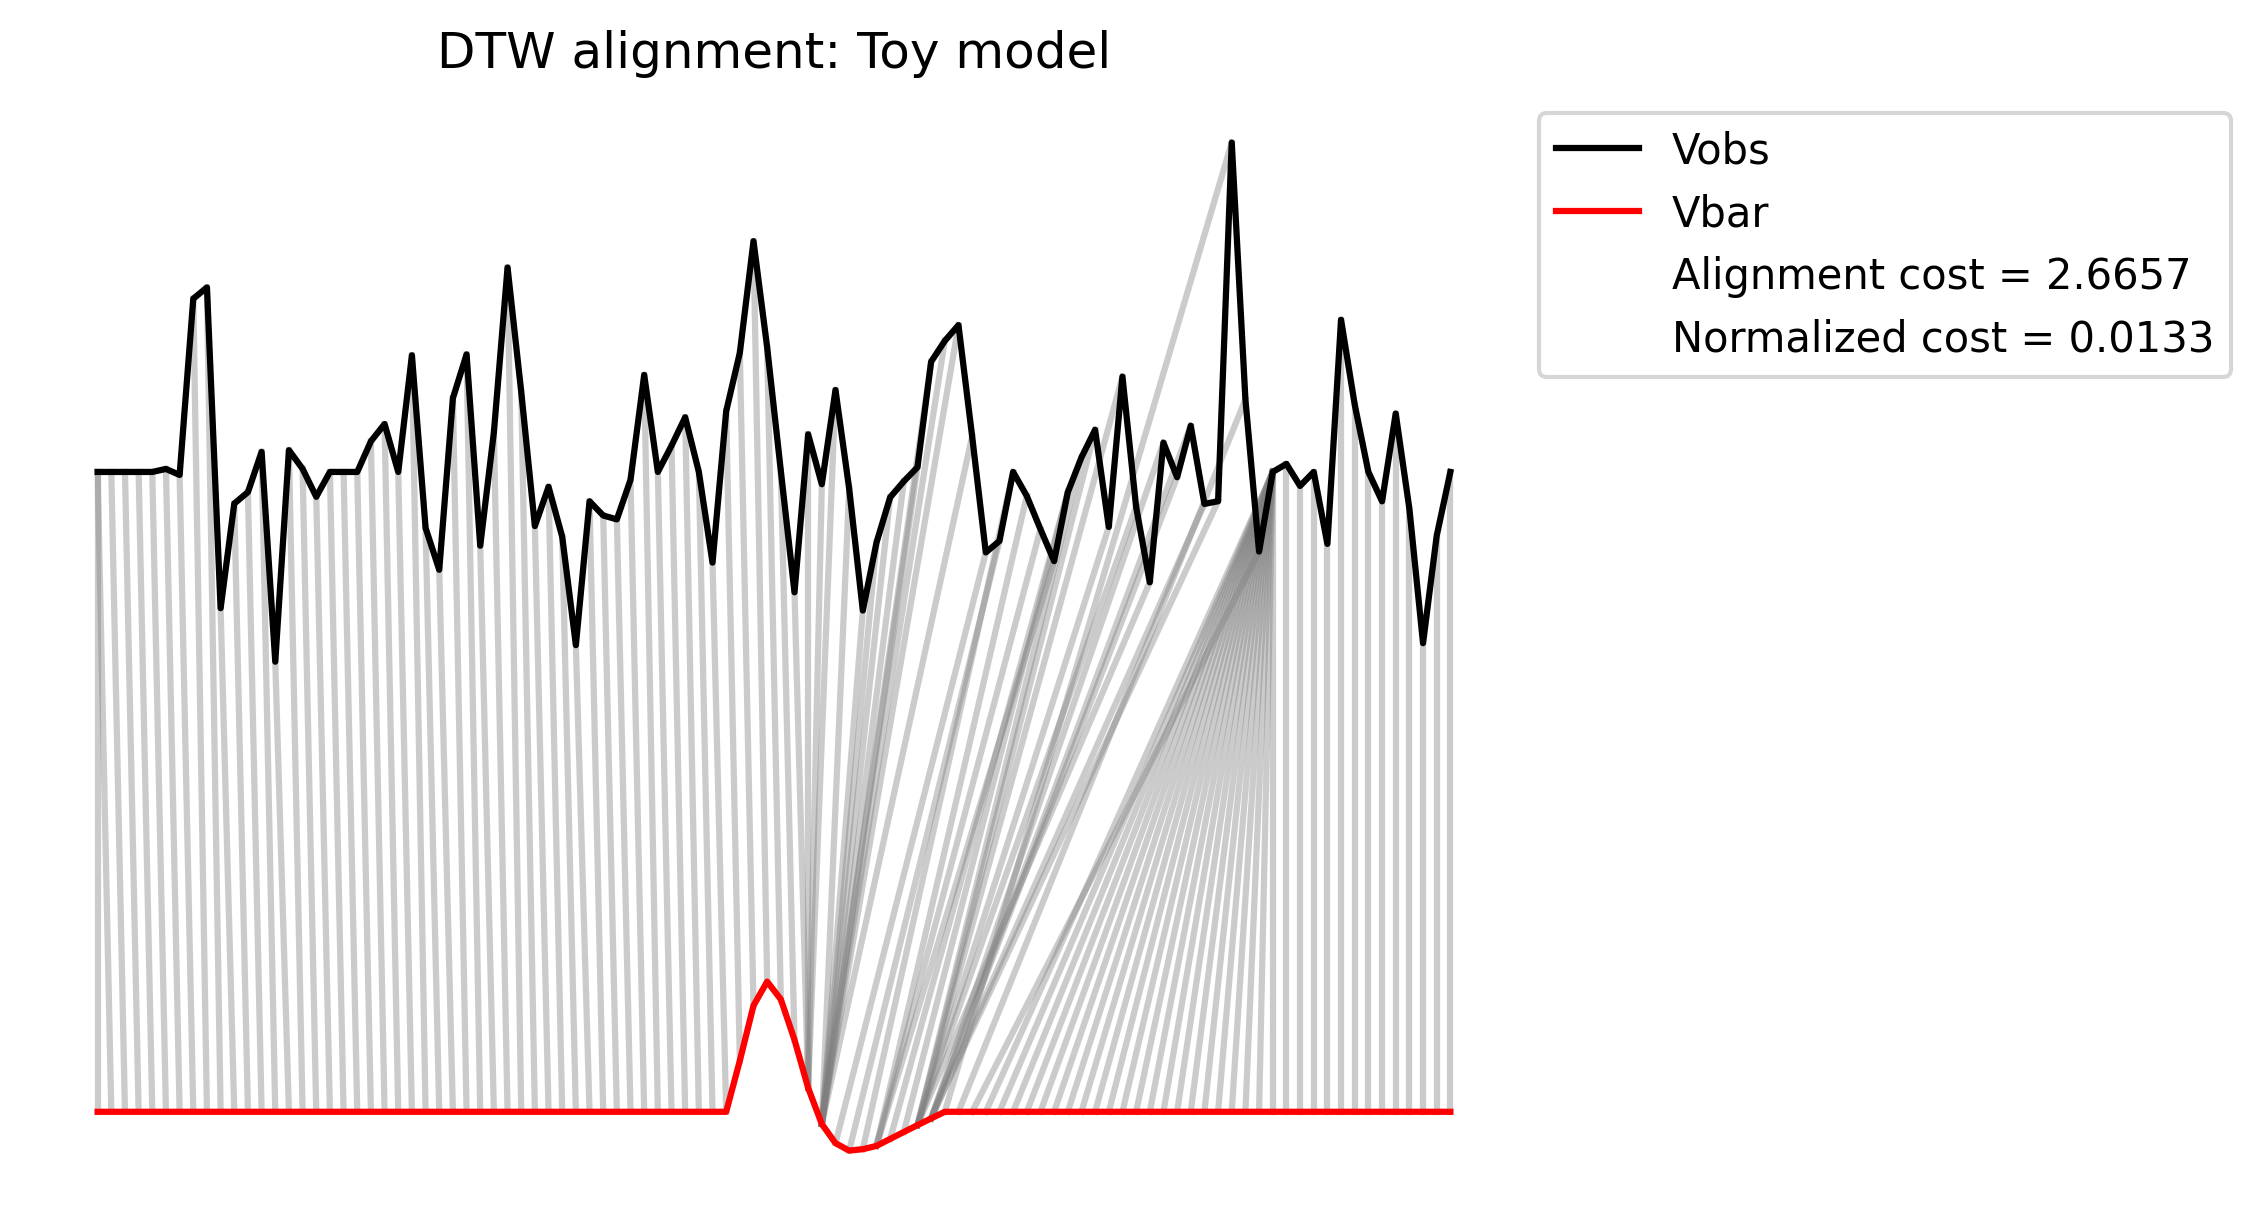 DTW alignment: Toy model
Vobs
Vbar
Alignment cost = 2.6657
Normalized cost = 0.0133